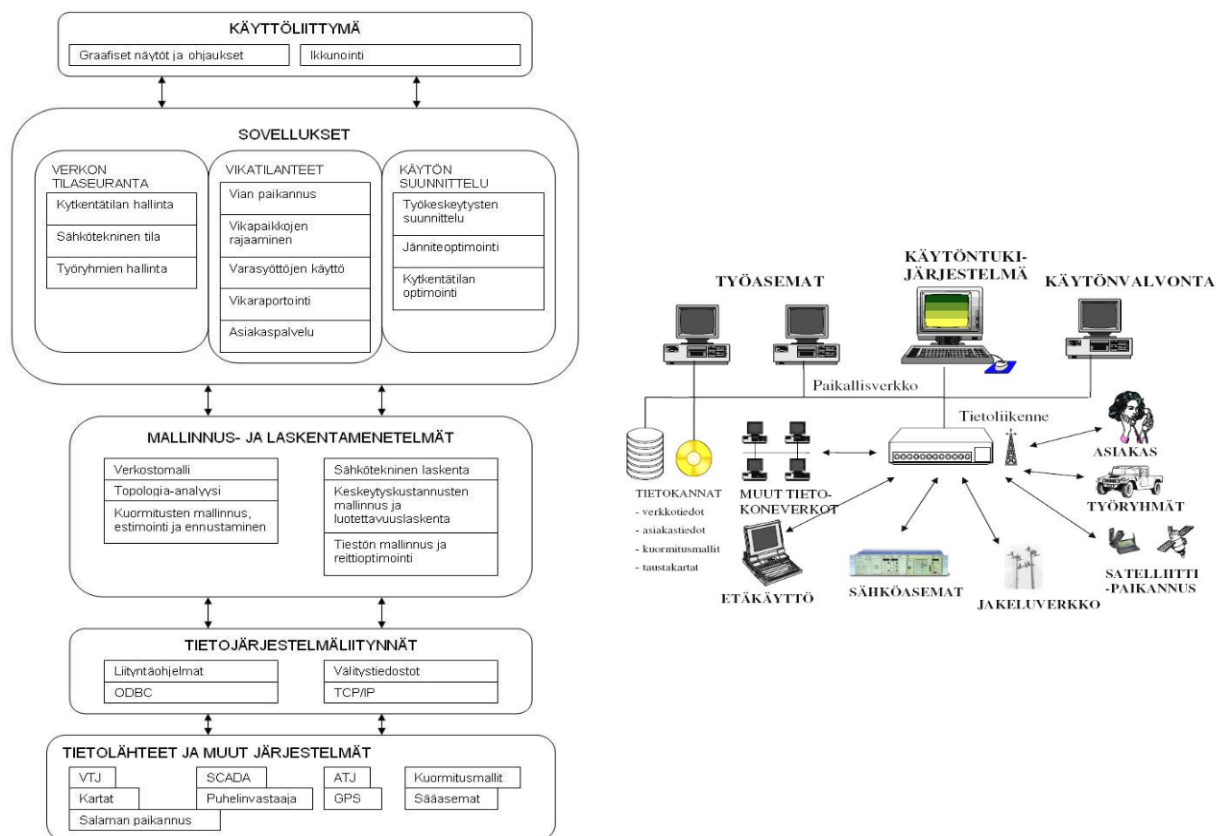 KÄYTTÖLIITTYMÄ
Graafiset näytöt ja ohjaukset
Ikkunointi
SOVELLUKSET
VERKON
TILASEURANTA
Kytkentätilan hallinta
Sähkötekninen tila
Työryhmien hallinta
VIKATILANTEET
Vian paikannus
Vikapaikkojen
rajaaminen
Varasyöttöjen käyttö
Vikaraportointi
Asiakaspalvelu
KÄYTÖN
SUUNNITTELU
Työkeskeytysten
suunnittelu
Jänniteoptimointi
Kytkentätilan
optimointi
MALLINNUS- JA LASKENTAMENETELMÄT
Verkostomalli
Topologia-analyysi
Kuormitusten mallinnus,
estimointi ja ennustaminen
Sähkötekninen laskenta
Keskeytyskustannusten
mallinnus ja
luotettavuuslaskenta
Tiestön mallinnus ja
reittioptimointi
TIETOJÄRJESTELMÄLIITYNNÄT
Liityntäohjelmat
ODBC
Välitystiedostot
TCP/IP
TIETOLÄHTEET JA MUUT JÄRJESTELMÄT
VTJ
SCADA
ATJ
Kuormitusmallit
Kartat
Puhelinvastaaja
GPS
Sääasemat
Salaman paikannus
TYÖASEMAT
KÄYTÖNTUKI-
JÄRJESTELMÄ
KÄYTÖNVALVONTA
Paikallisverkko
Tietoliikenne
ASIAKAS
TYÖRYHMÄT
TIETOKANNAT
- verkkotiedot
- asiakastiedot
- kuormitusmallit
- taustakartat
MUUT TIETO-
KONEVERKOT
ETÄKÄYTTÖ
SÄHKÖASEMAT
JAKELUVERKKO
SATELLIITTI
-PAIKANNUS